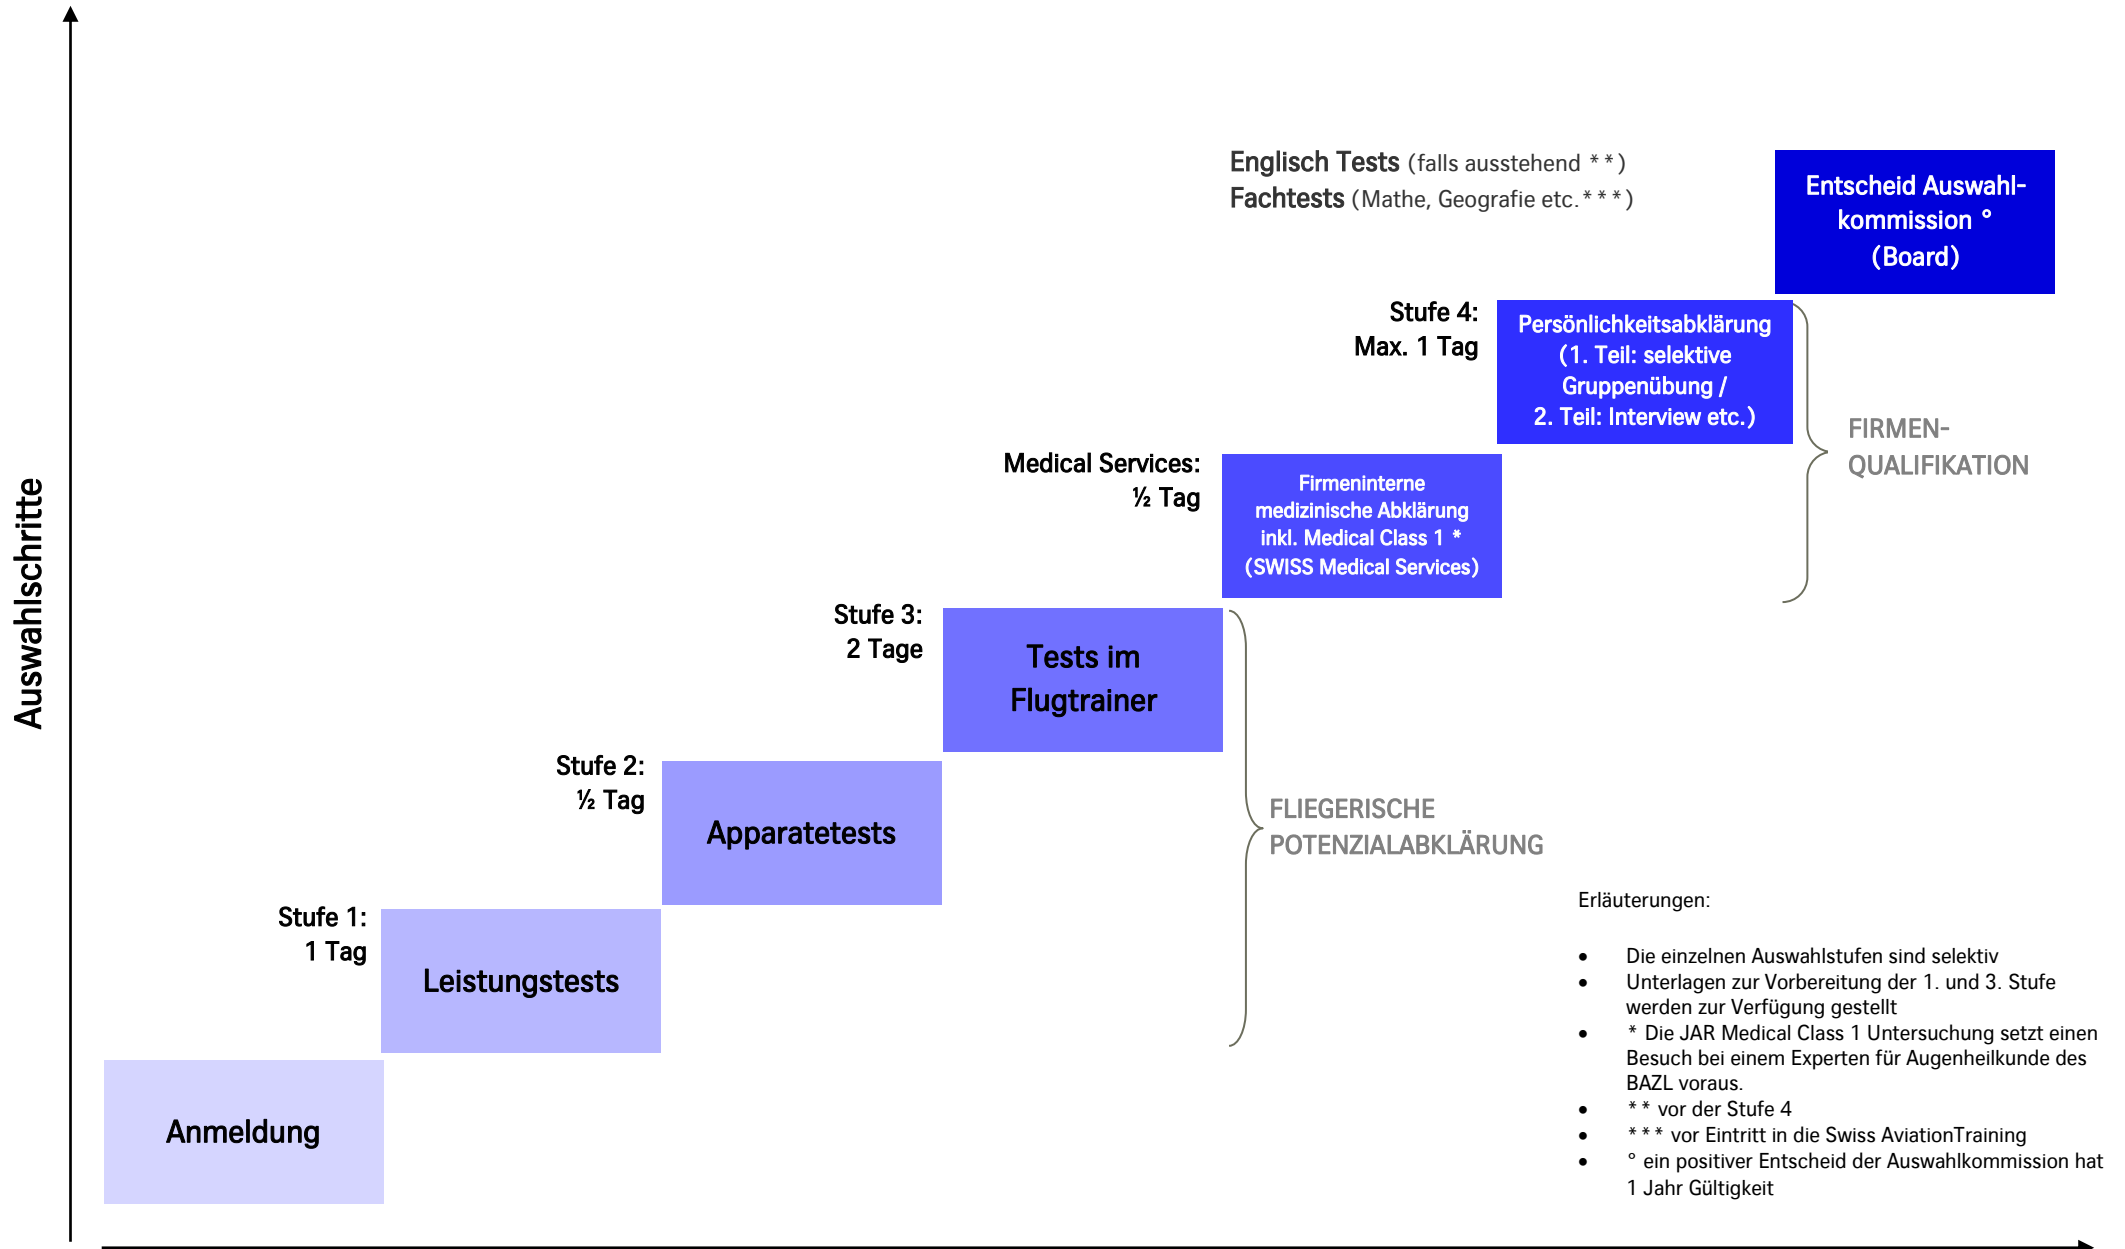 Auswahlschritte
Englisch Tests (falls ausstehend **)
Fachtests (Mathe, Geografie etc.***)
Entscheid Auswahl-
kommission °
(Board)
Stufe 4:
Max. 1 Tag
Persönlichkeitsabklärung
(1. Teil: selektive
Gruppenübung /
2. Teil: Interview etc.)
FIRMEN-
QUALIFIKATION
Medical Services:
½ Tag
Firmeninterne
medizinische Abklärung
inkl. Medical Class 1 *
(SWISS Medical Services)
Stufe 3:
2 Tage
Tests im
Flugtrainer
Stufe 2:
½ Tag
Apparatetests
FLIEGERISCHE
POTENZIALABKLÄRUNG
Stufe 1:
1 Tag
Leistungstests
Anmeldung
Erläuterungen:
• Die einzelnen Auswahlstufen sind selektiv
• Unterlagen zur Vorbereitung der 1. und 3. Stufe
werden zur Verfügung gestellt
• * Die JAR Medical Class 1 Untersuchung setzt einen
Besuch bei einem Experten für Augenheilkunde des
BAZL voraus.
• ** vor der Stufe 4
• *** vor Eintritt in die Swiss AviationTraining
• ° ein positiver Entscheid der Auswahlkommission hat
1 Jahr Gültigkeit